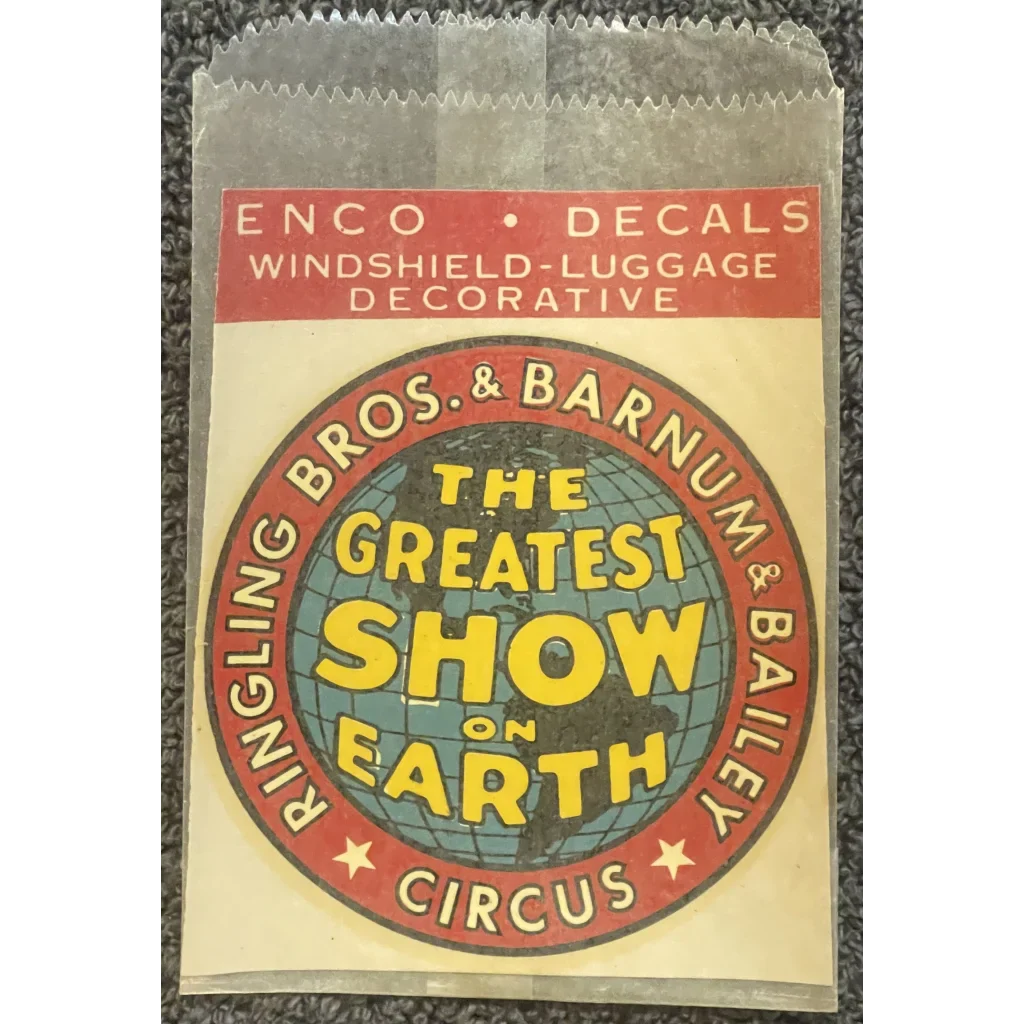 ENCO • DECALS
WINDSHIELD-LUGGAGE
DECORATIVE
RINGLING BROS. & BARNUM & BAILEY
THE
GREATEST
SHOW
ON
EARTH
★ CIRCUS ★